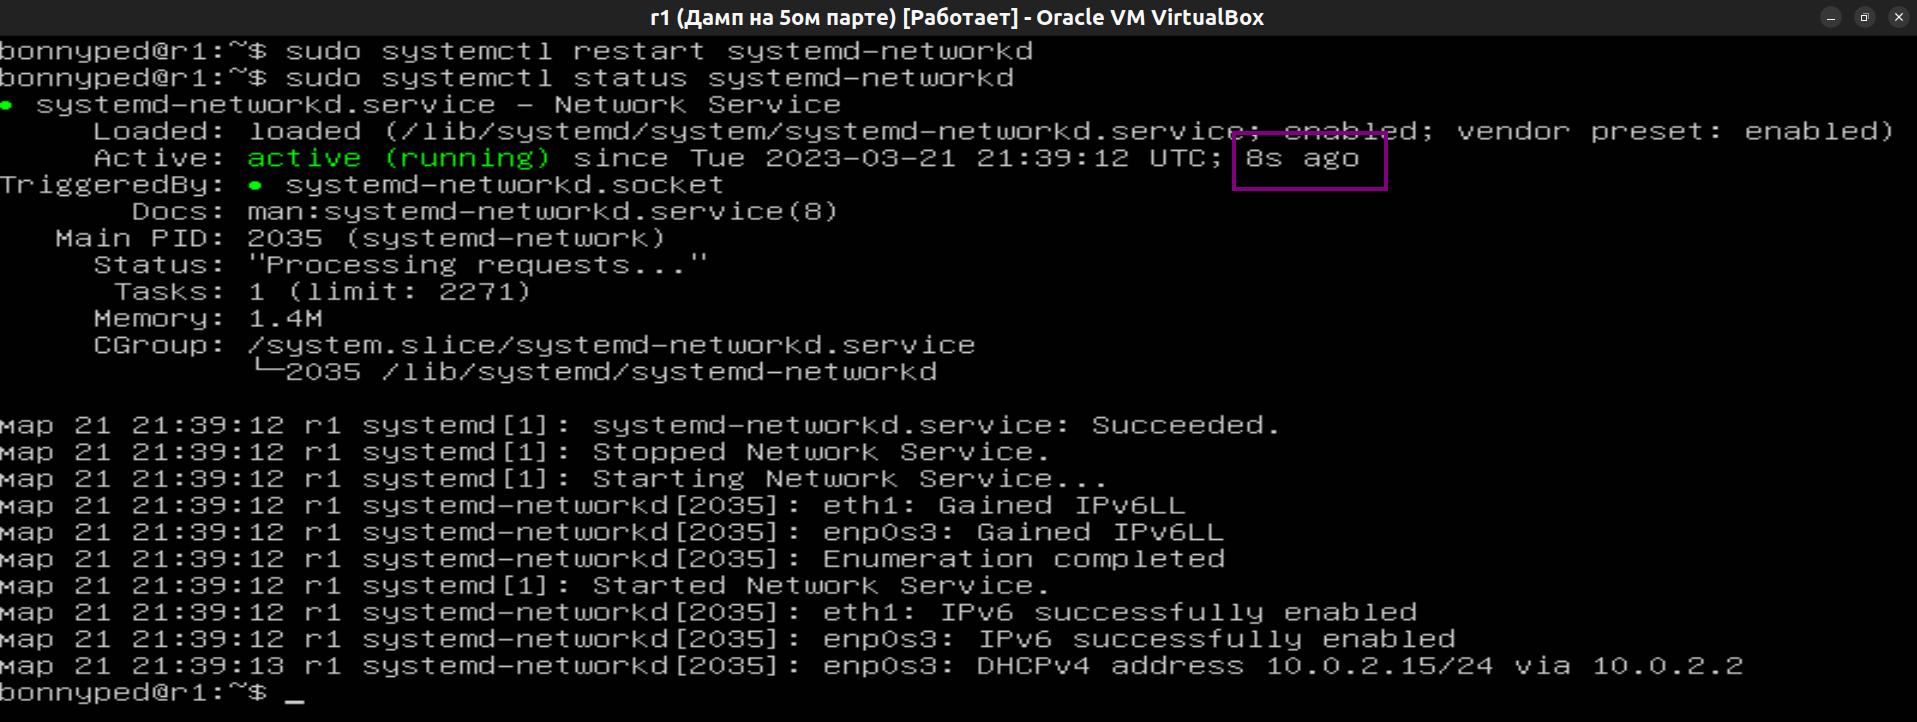 r1 (Дамп на 5ом парте) [Работает] - Oracle VM VirtualBox
bonnyped@r1:~$ sudo systemctl restart systemd-networkd
bonnyped@r1:~$ sudo systemctl status systemd-networkd
● systemd-networkd.service - Network Service
Loaded: loaded (/lib/systemd/system/systemd-networkd.service; enabled; vendor preset: enabled)
Active: active (running) since Tue 2023-03-21 21:39:12 UTC; 8s ago
TriggeredBy: ● systemd-networkd.socket
Docs: man:systemd-networkd.service(8)
Main PID: 2035 (systemd-network)
Status: "Processing requests..."
Tasks: 1 (limit: 2271)
Memory: 1.4M
CGroup: /system.slice/systemd-networkd.service
└─2035 /lib/systemd/systemd-networkd
мар 21 21:39:12 r1 systemd[1]: systemd-networkd.service: Succeeded.
мар 21 21:39:12 r1 systemd[1]: Stopped Network Service.
мар 21 21:39:12 r1 systemd[1]: Starting Network Service...
мар 21 21:39:12 r1 systemd-networkd[2035]: eth1: Gained IPv6LL
мар 21 21:39:12 r1 systemd-networkd[2035]: enp0s3: Gained IPv6LL
мар 21 21:39:12 r1 systemd-networkd[2035]: Enumeration completed
мар 21 21:39:12 r1 systemd[1]: Started Network Service.
мар 21 21:39:12 r1 systemd-networkd[2035]: eth1: IPv6 successfully enabled
мар 21 21:39:12 r1 systemd-networkd[2035]: enp0s3: IPv6 successfully enabled
мар 21 21:39:13 r1 systemd-networkd[2035]: enp0s3: DHCPv4 address 10.0.2.15/24 via 10.0.2.2
bonnyped@r1:~$ _